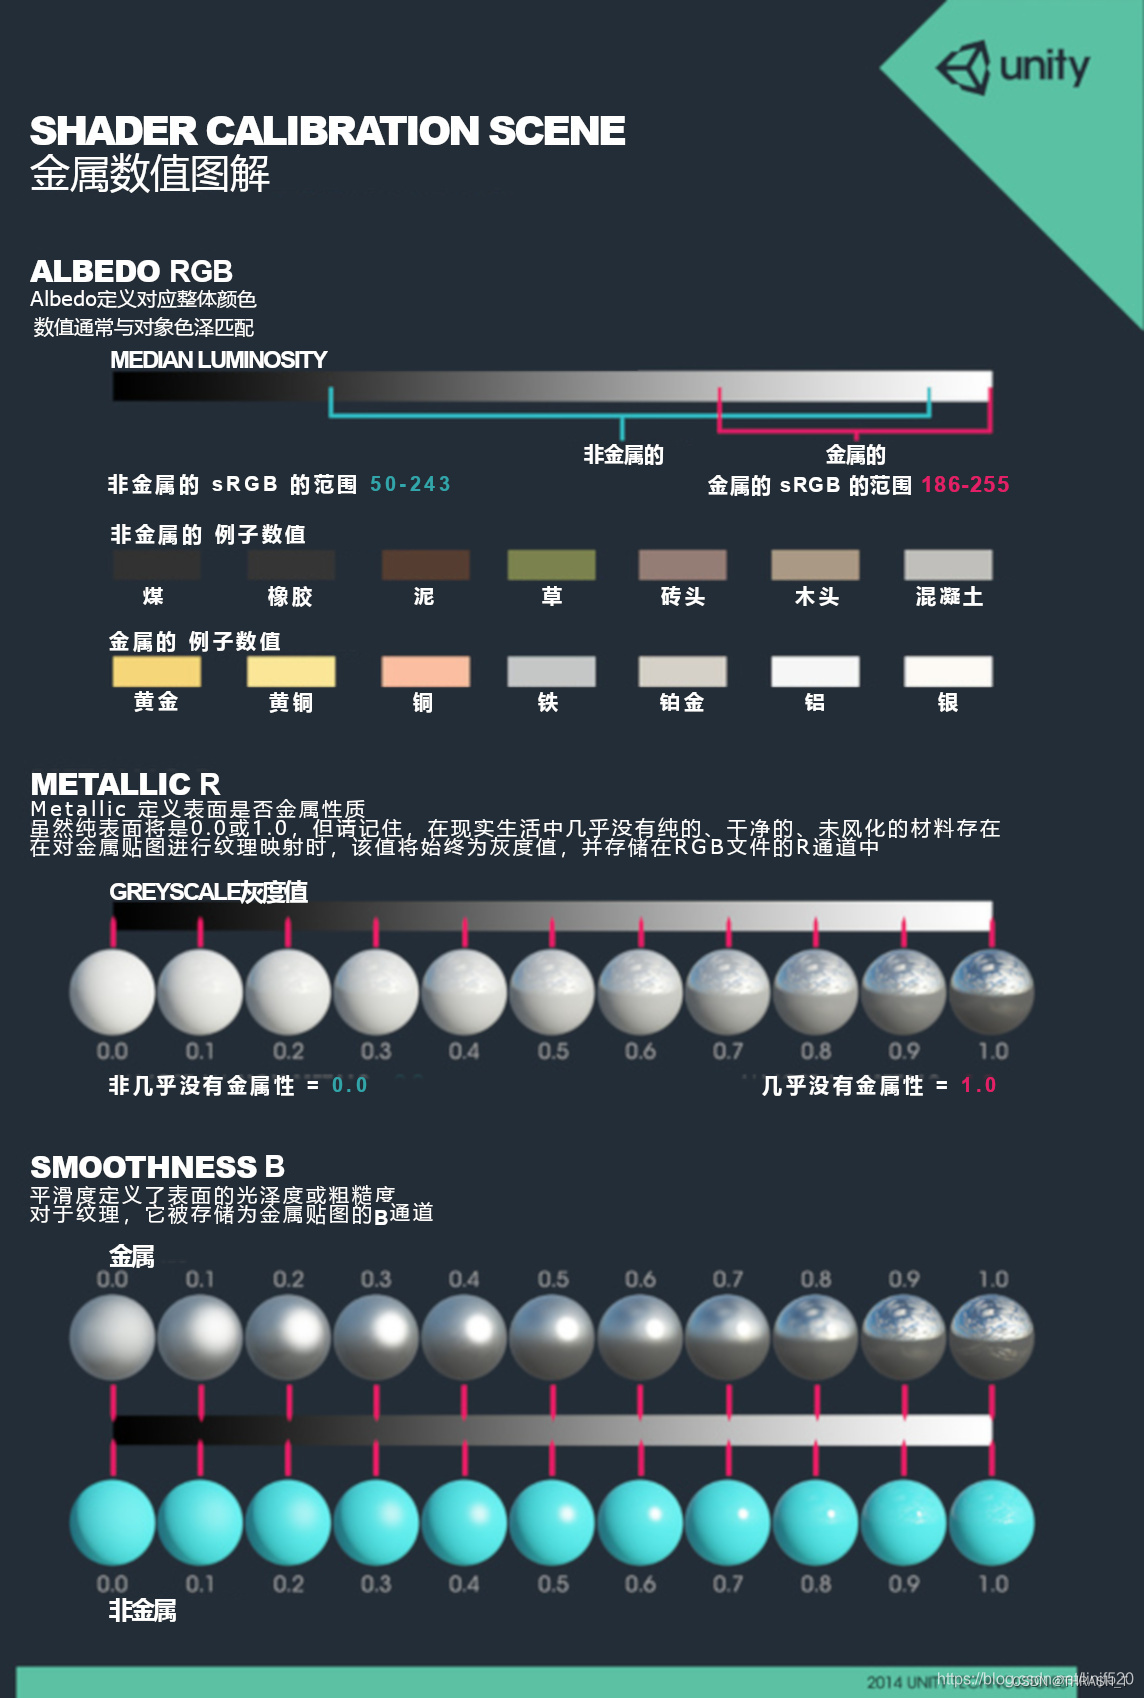 unity
SHADER CALIBRATION SCENE
金属数值图解
ALBEDO RGB
Albedo定义对应整体颜色
数值通常与对象色泽匹配
MEDIAN LUMINOSITY
非金属的 金属的
非金属的 sRGB 的范围 50-243 金属的 sRGB 的范围 186-255
非金属的 例子数值
煤 橡胶 泥 草 砖头 木头 混凝土
金属的 例子数值
黄金 黄铜 铜 铁 铂金 铝 银
METALLIC R
Metallic 定义表面是否金属性质
虽然纯表面将是0.0或1.0，但请记住，在现实生活中几乎没有纯的、干净的、未风化的材料存在
在对金属贴图进行纹理映射时，该值将始终为灰度值，并存储在RGB文件的R通道中
GREYSCALE灰度值
0.0 0.1 0.2 0.3 0.4 0.5 0.6 0.7 0.8 0.9 1.0
非几乎没有金属性 = 0.0 几乎没有金属性 = 1.0
SMOOTHNESS B
平滑度定义了表面的光泽度或粗糙度
对于纹理，它被存储为金属贴图的B通道
金属
0.0 0.1 0.2 0.3 0.4 0.5 0.6 0.7 0.8 0.9 1.0
0.0 0.1 0.2 0.3 0.4 0.5 0.6 0.7 0.8 0.9 1.0
非金属
2014 UNITY
https://blog.csdn.net/linjf520